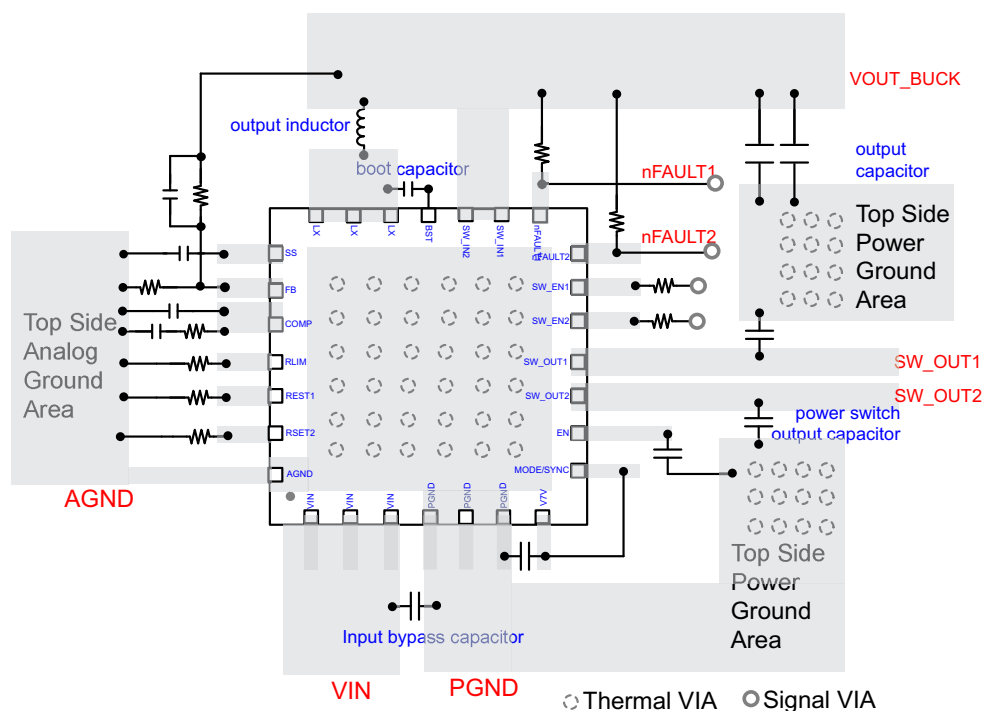 VOUT_BUCK
output inductor
boot capacitor
nFAULT1
nFAULT2
output
capacitor
Top Side
Power
Ground
Area
LX
LX
LX
BST
SW_IN2
SW_IN1
nFAULT1
nFAULT2
SW_EN1
SW_EN2
SW_OUT1
SW_OUT2
EN
MODE/SYNC
SS
FB
COMP
RLIM
REST1
RSET2
AGND
VIN
VIN
VIN
PGND
PGND
PGND
V7V
Top Side
Analog
Ground
Area
AGND
SW_OUT1
SW_OUT2
power switch
output capacitor
Top Side
Power
Ground
Area
Input bypass capacitor
VIN
PGND
Thermal VIA
Signal VIA